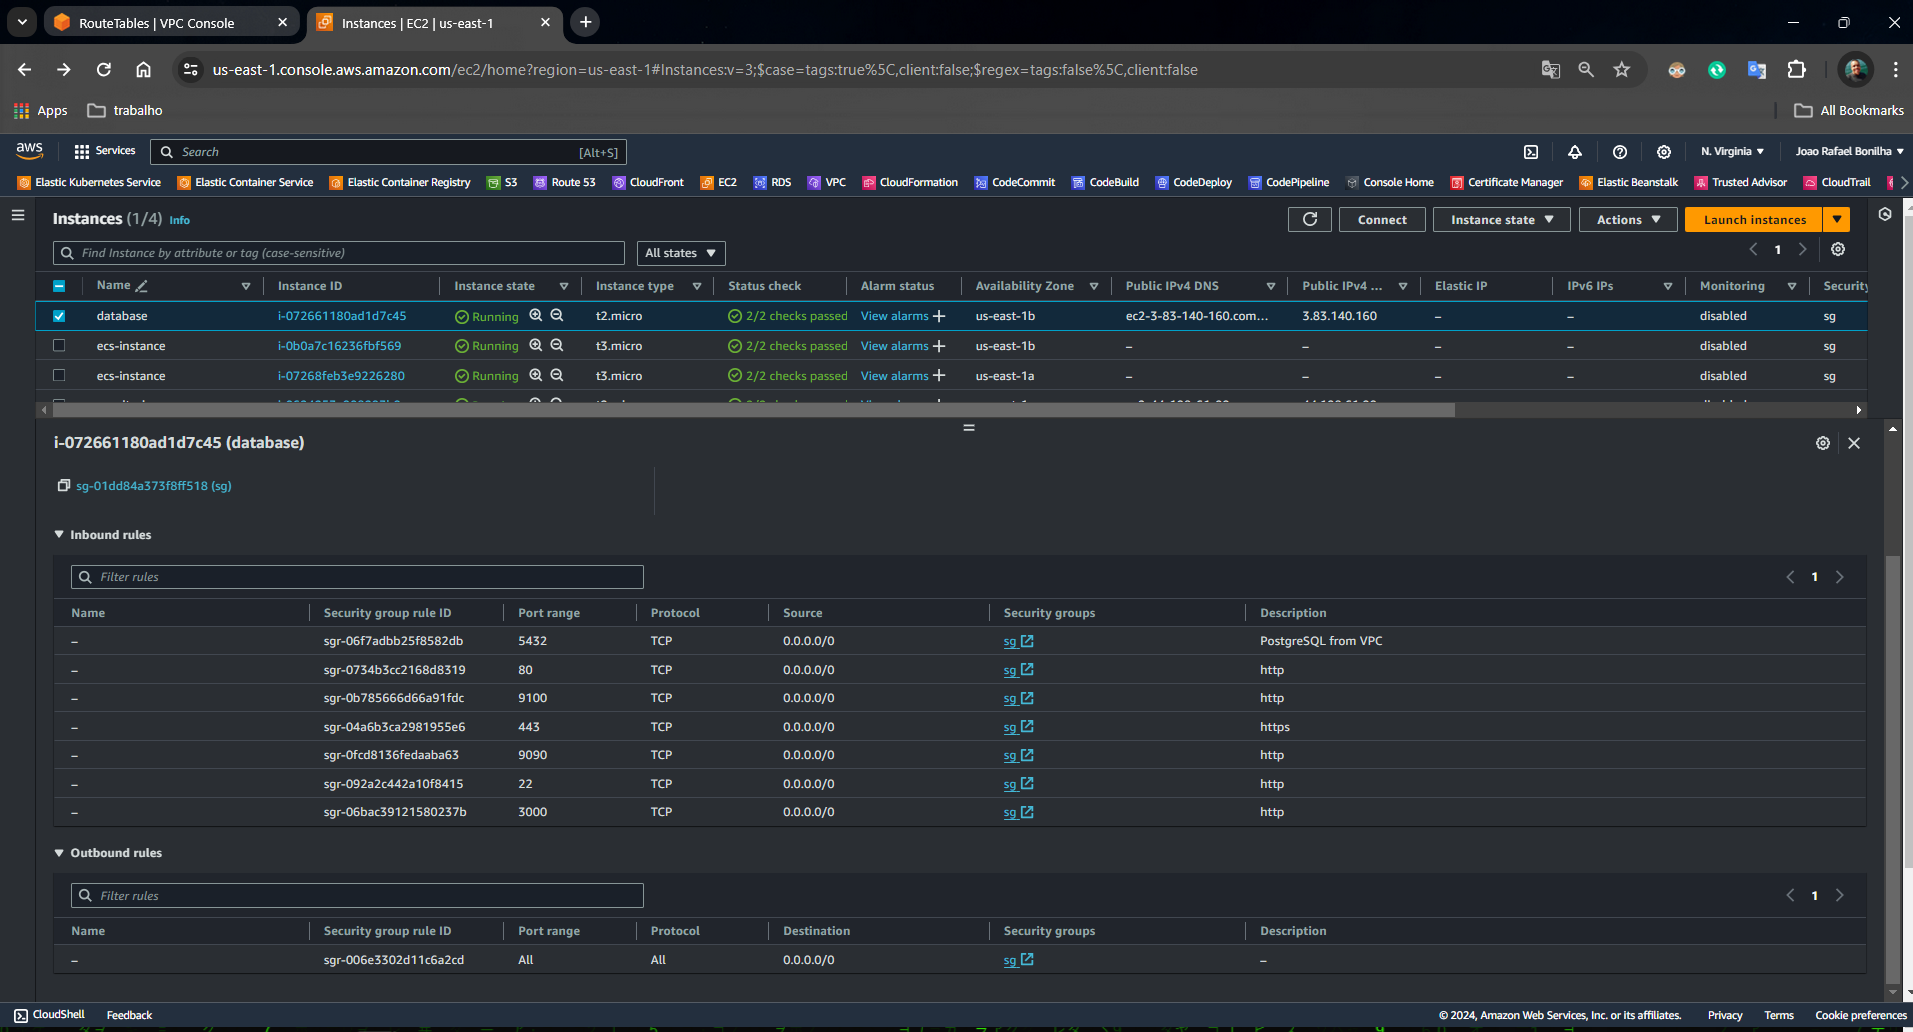 RouteTables | VPC Console
Instances | EC2 | us-east-1
us-east-1.console.aws.amazon.com/ec2/home?region=us-east-1#Instances:v=3;$case=tags:true%5C,client:false;$regex=tags:false%5C,client:false
Apps trabalho All Bookmarks
aws Services Search [Alt+S] N. Virginia Joao Rafael Bonilha
Elastic Kubernetes Service Elastic Container Service Elastic Container Registry S3 Route 53 CloudFront EC2 RDS VPC CloudFormation CodeCommit CodeBuild CodeDeploy CodePipeline Console Home Certificate Manager Elastic Beanstalk Trusted Advisor CloudTrail
Instances (1/4) Info Connect Instance state Actions Launch instances
Find Instance by attribute or tag (case-sensitive) All states 1
Name Instance ID Instance state Instance type Status check Alarm status Availability Zone Public IPv4 DNS Public IPv4 ... Elastic IP IPv6 IPs Monitoring Security
database i-072661180ad1d7c45 Running t2.micro 2/2 checks passed View alarms + us-east-1b ec2-3-83-140-160.com... 3.83.140.160 – – disabled sg
ecs-instance i-0b0a7c16236fbf569 Running t3.micro 2/2 checks passed View alarms + us-east-1b – – – – disabled sg
ecs-instance i-07268feb3e9226280 Running t3.micro 2/2 checks passed View alarms + us-east-1a – – – – disabled sg
i-072661180ad1d7c45 (database)
sg-01dd84a373f8ff518 (sg)
Inbound rules
Filter rules 1
Name Security group rule ID Port range Protocol Source Security groups Description
– sgr-06f7adbb25f8582db 5432 TCP 0.0.0.0/0 sg PostgreSQL from VPC
– sgr-0734b3cc2168d8319 80 TCP 0.0.0.0/0 sg http
– sgr-0b785666d66a91fdc 9100 TCP 0.0.0.0/0 sg http
– sgr-04a6b3ca2981955e6 443 TCP 0.0.0.0/0 sg https
– sgr-0fcd8136fedaaba63 9090 TCP 0.0.0.0/0 sg http
– sgr-092a2c442a10f8415 22 TCP 0.0.0.0/0 sg http
– sgr-06bac39121580237b 3000 TCP 0.0.0.0/0 sg http
Outbound rules
Filter rules 1
Name Security group rule ID Port range Protocol Destination Security groups Description
– sgr-006e3302d11c6a2cd All All 0.0.0.0/0 sg –
CloudShell Feedback © 2024, Amazon Web Services, Inc. or its affiliates. Privacy Terms Cookie preferences